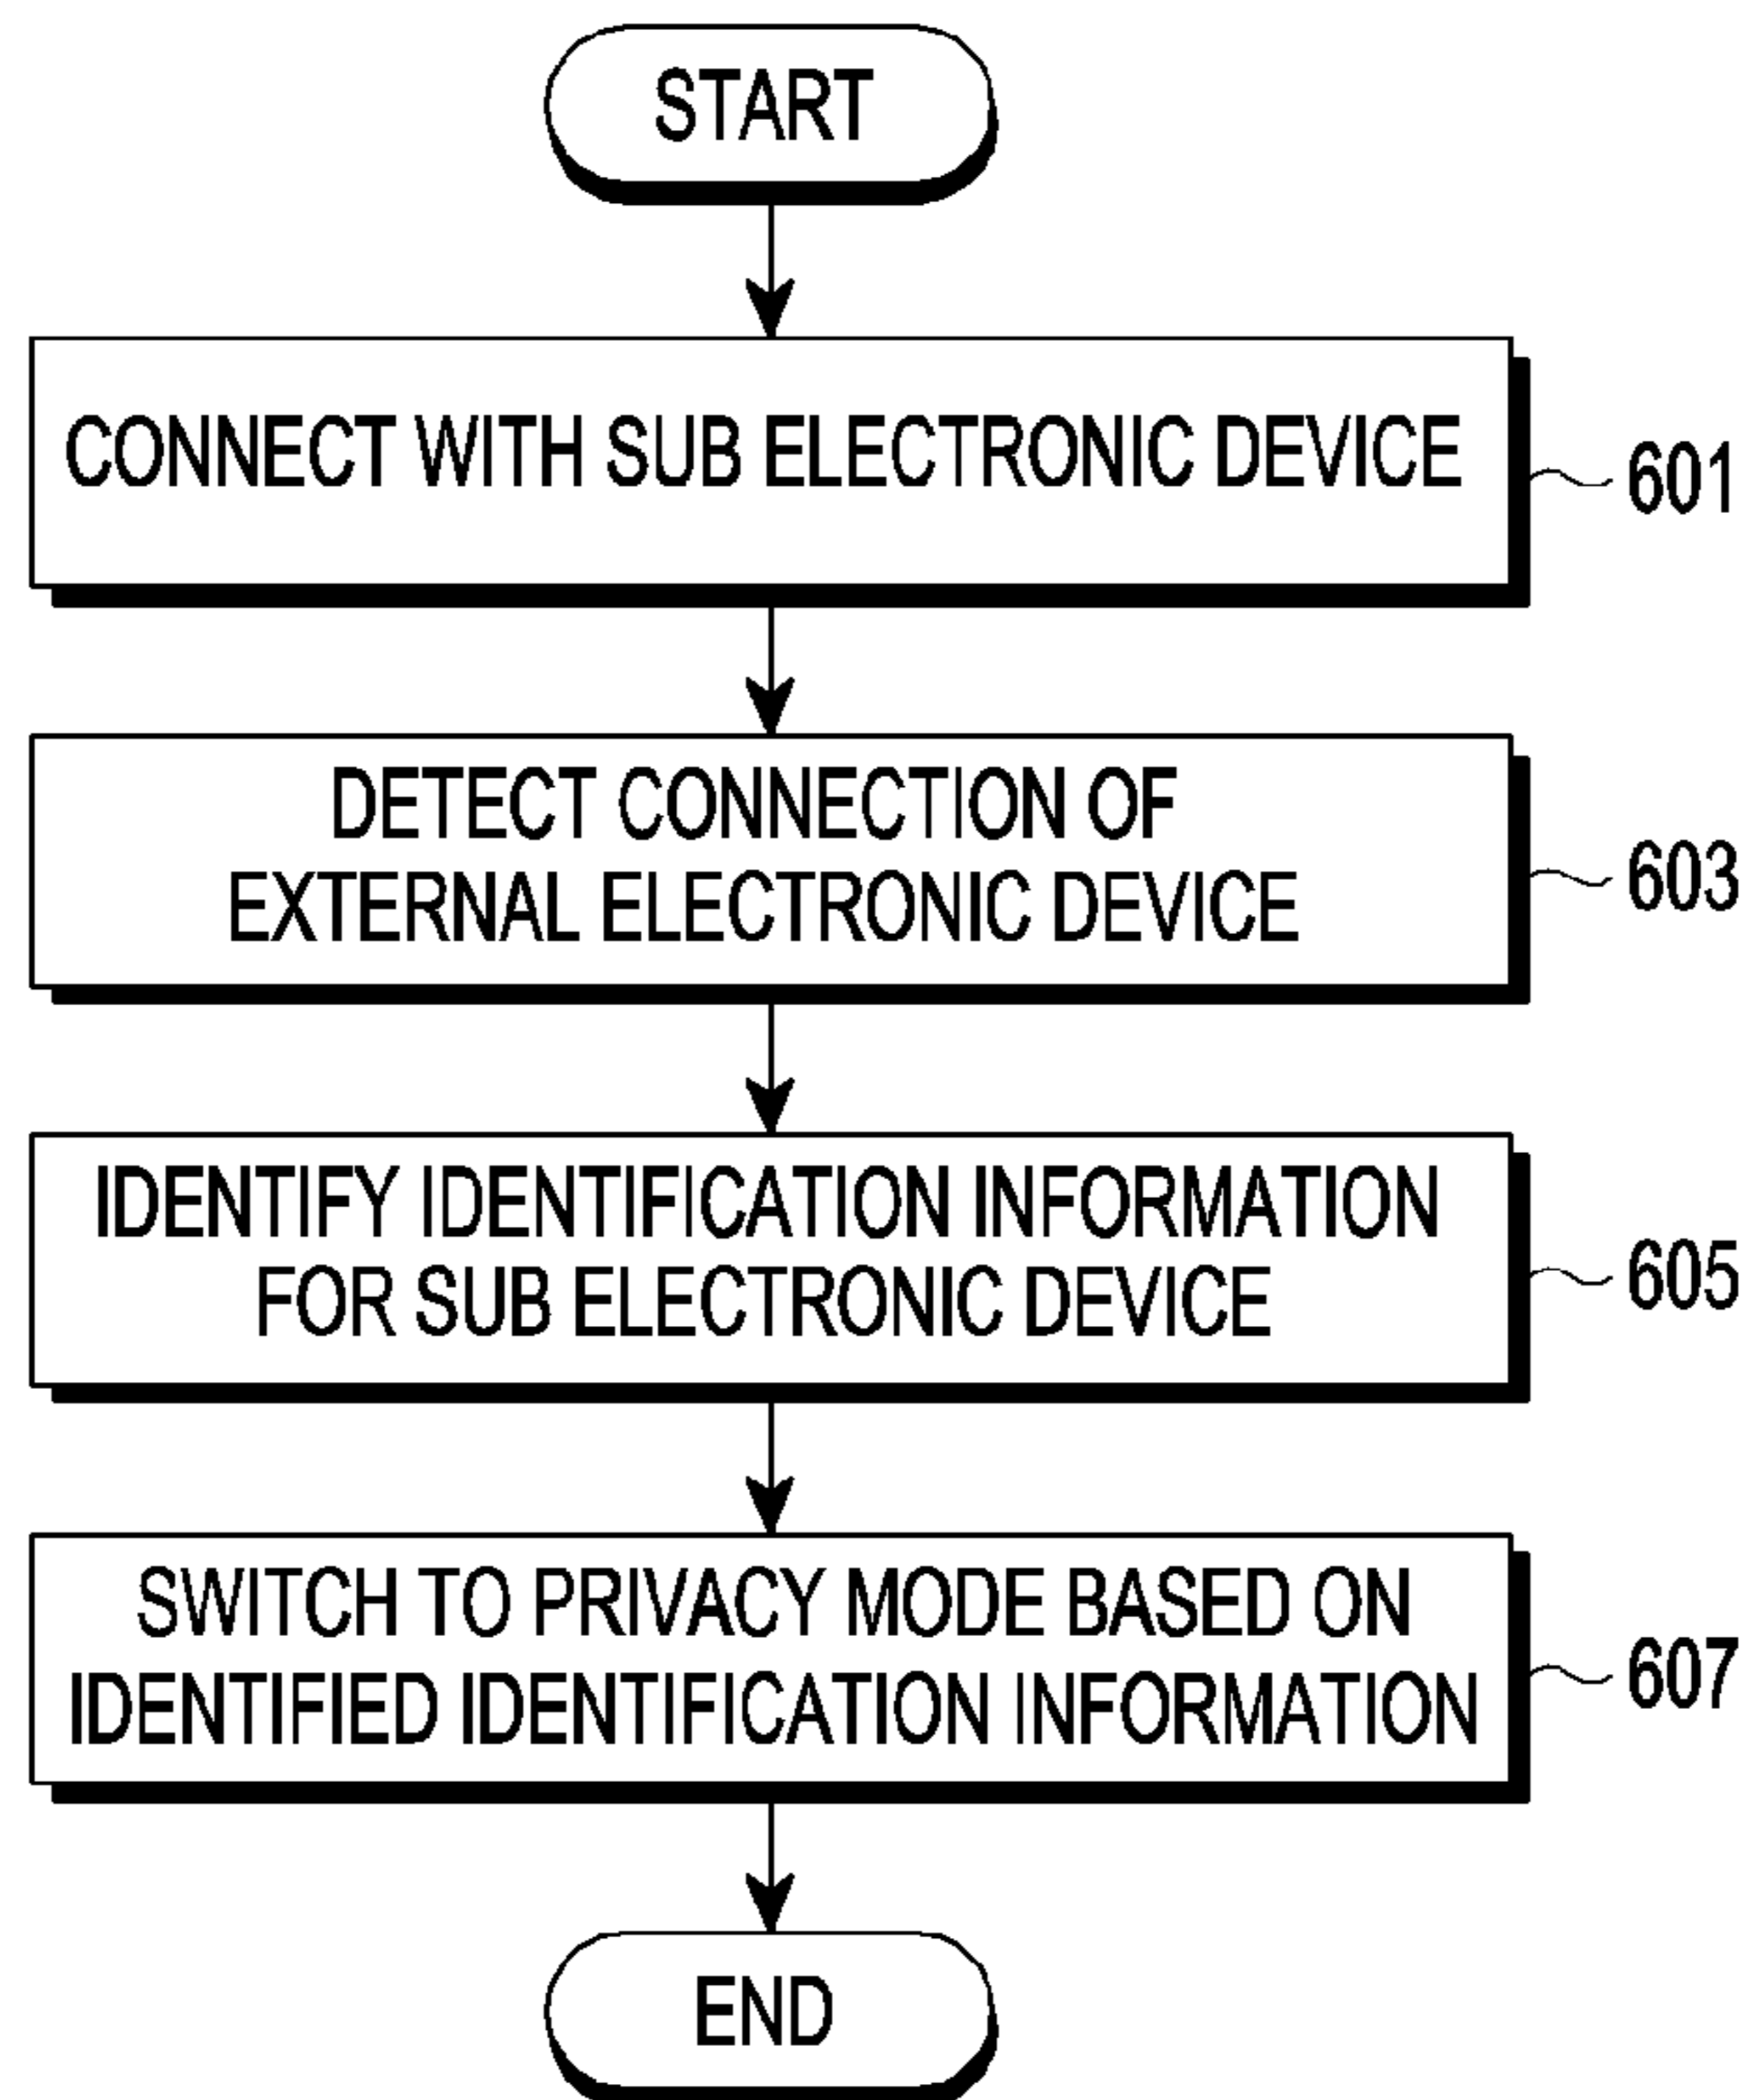 START
CONNECT WITH SUB ELECTRONIC DEVICE
601
DETECT CONNECTION OF
EXTERNAL ELECTRONIC DEVICE
603
IDENTIFY IDENTIFICATION INFORMATION
FOR SUB ELECTRONIC DEVICE
605
SWITCH TO PRIVACY MODE BASED ON
IDENTIFIED IDENTIFICATION INFORMATION
607
END